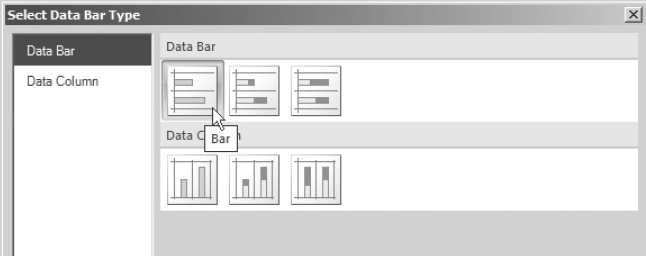 Select Data Bar Type
Data Bar
Data Column
Data Bar
Data C
Bar